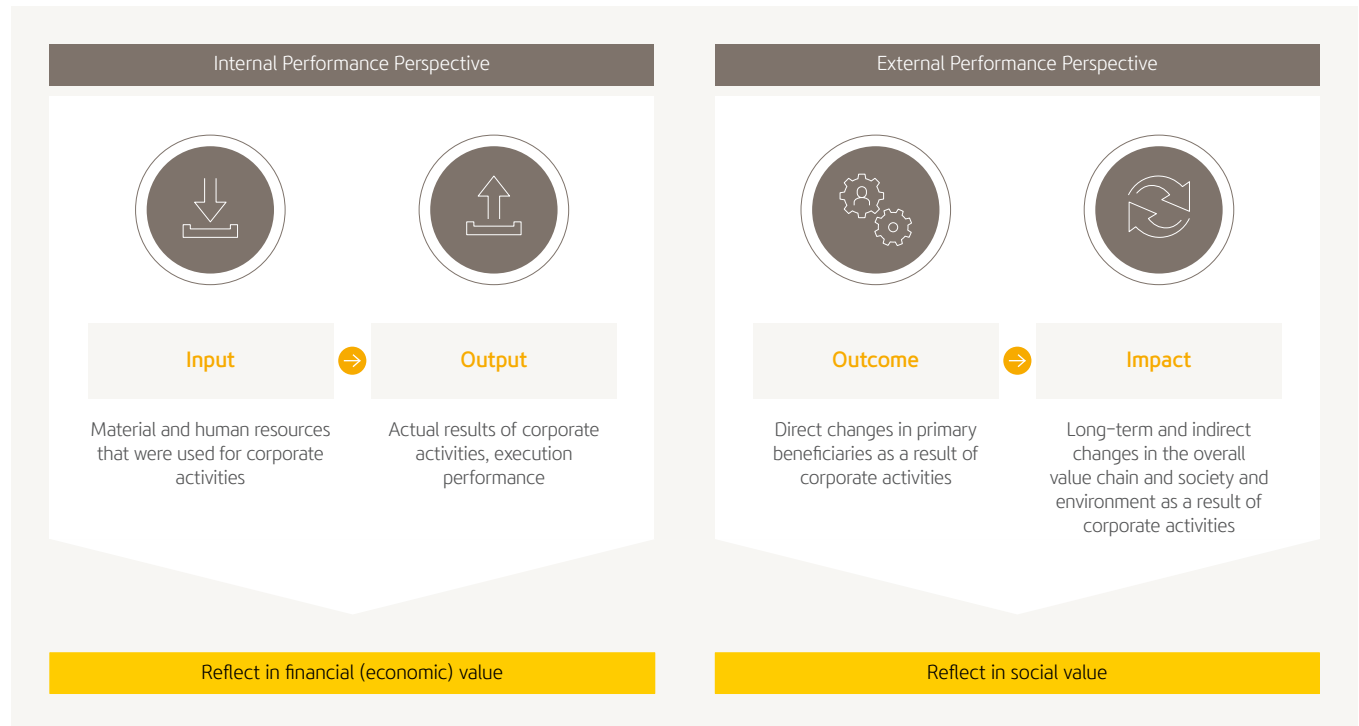 Internal Performance Perspective
Input
Output
Material and human resources
that were used for corporate
activities
Actual results of corporate
activities, execution
performance
Reflect in financial (economic) value
External Performance Perspective
Outcome
Impact
Direct changes in primary
beneficiaries as a result of
corporate activities
Long-term and indirect
changes in the overall
value chain and society and
environment as a result of
corporate activities
Reflect in social value